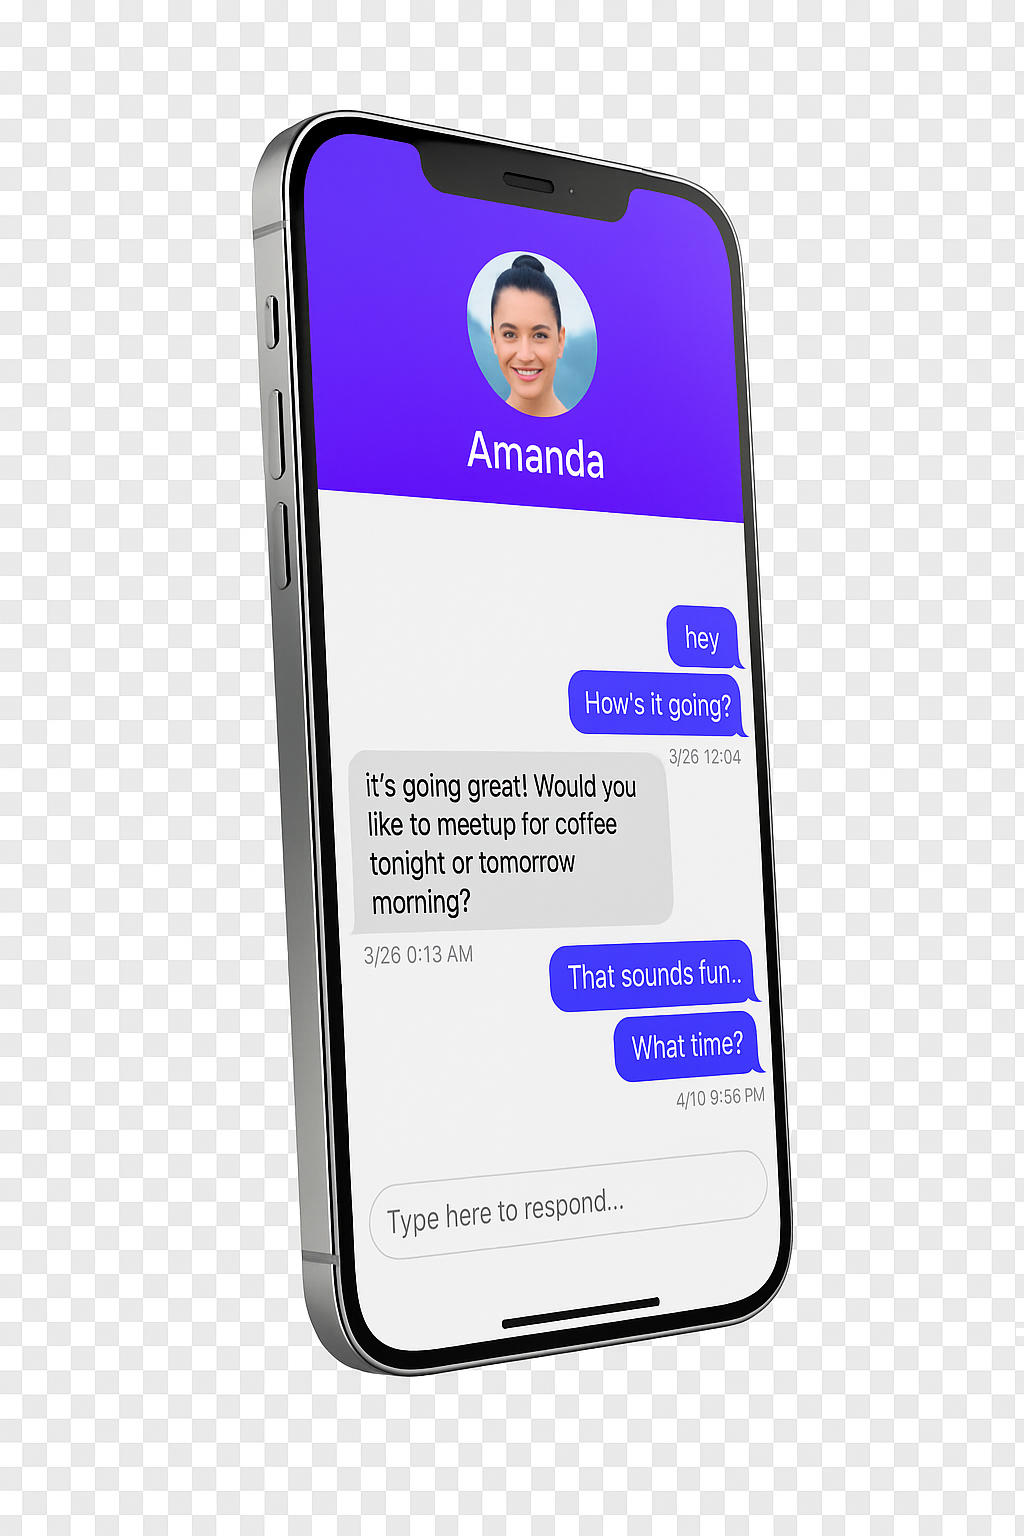 Amanda
hey
How's it going?
3/26 12:04
it’s going great! Would you
like to meetup for coffee
tonight or tomorrow
morning?
3/26 0:13 AM
That sounds fun..
What time?
4/10 9:56 PM
Type here to respond...